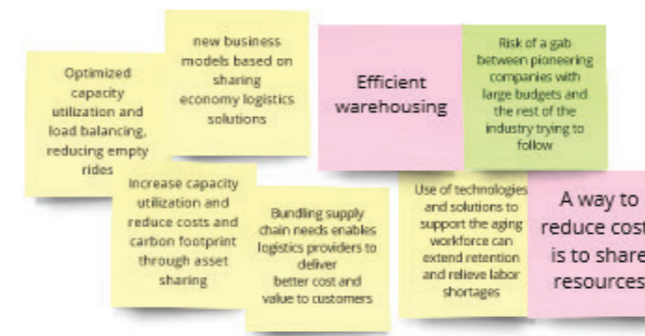 Optimized
capacity
utilization and
load balancing,
reducing empty
rides
new business
models based on
sharing
economy logistics
solutions
Efficient
warehousing
Risk of a gab
between pioneering
companies with
large budgets and
the rest of the
industry trying to
follow
Increase capacity
utilization and
reduce costs and
carbon footprint
through asset
sharing
Bundling supply
chain needs enables
logistics providers to
deliver
better cost and
value to customers
Use of technologies
and solutions to
support the aging
workforce can
extend retention
and relieve labor
shortages
A way to
reduce cost
is to share
resources